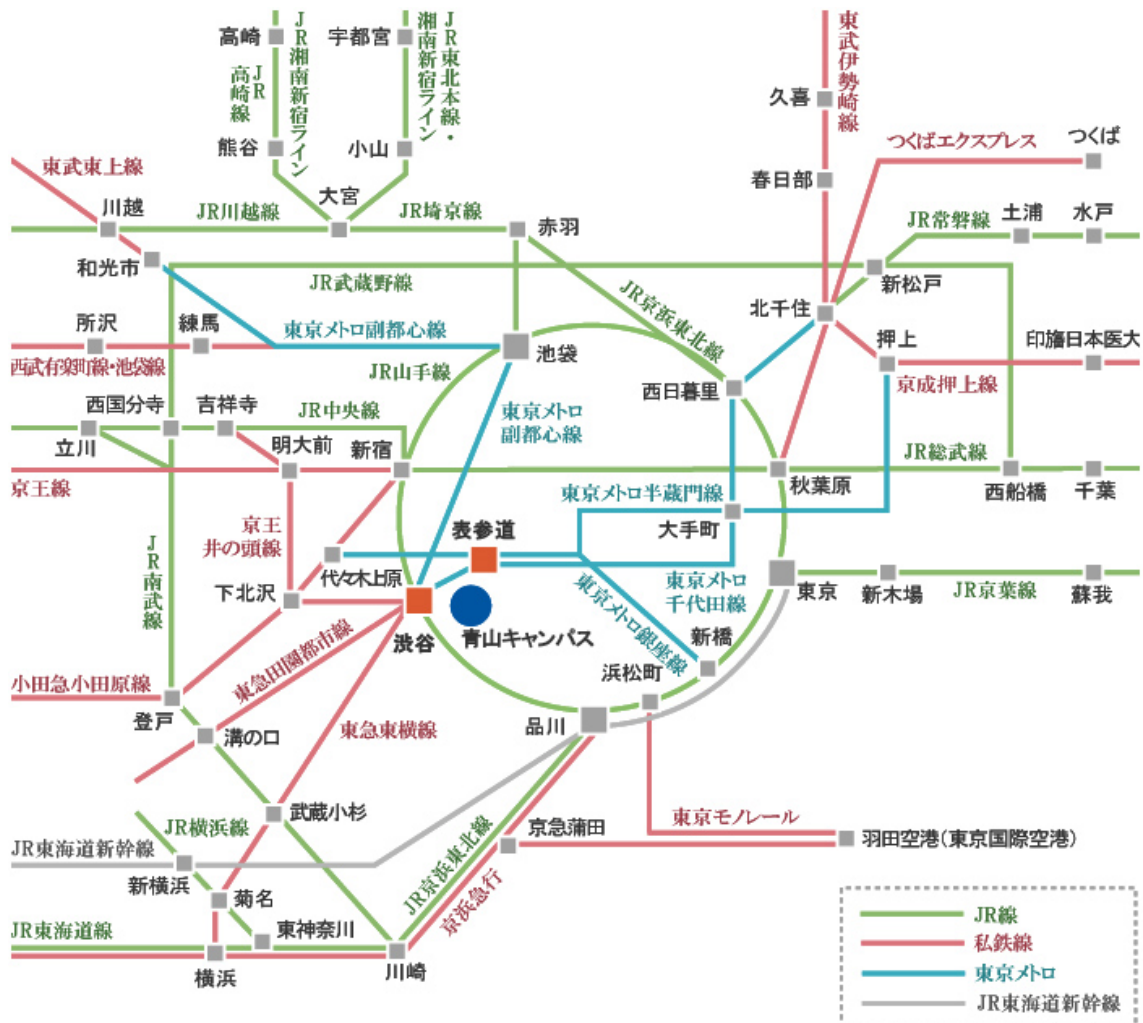 高崎
JR湘南新宿ライン
JR
高崎線
宇都宮
JR東北本線・
湘南新宿ライン
東武伊勢崎線
久喜
熊谷
小山
つくばエクスプレス
つくば
東武東上線
春日部
川越
JR川越線
大宮
JR埼京線
赤羽
JR常磐線
土浦
水戸
和光市
JR武蔵野線
新松戸
JR京浜東北線
北千住
所沢
練馬
東京メトロ副都心線
池袋
押上
印旛日本医大
西武有楽町線・池袋線
JR山手線
西日暮里
京成押上線
西国分寺
吉祥寺
JR中央線
東京メトロ
副都心線
立川
明大前
新宿
JR総武線
京王線
秋葉原
西船橋
千葉
東京メトロ半蔵門線
大手町
京王
井の頭線
表参道
JR南武線
下北沢
代々木上原
東京メトロ
千代田線
東京
新木場
JR京葉線
蘇我
渋谷
青山キャンパス
東京メトロ銀座線
新橋
浜松町
小田急小田原線
東急田園都市線
登戸
溝の口
東急東横線
品川
武蔵小杉
JR横浜線
京急蒲田
東京モノレール
羽田空港(東京国際空港)
JR東海道新幹線
新横浜
菊名
JR京浜東北線
京浜急行
JR東海道線
東神奈川
横浜
川崎
JR線
私鉄線
東京メトロ
JR東海道新幹線